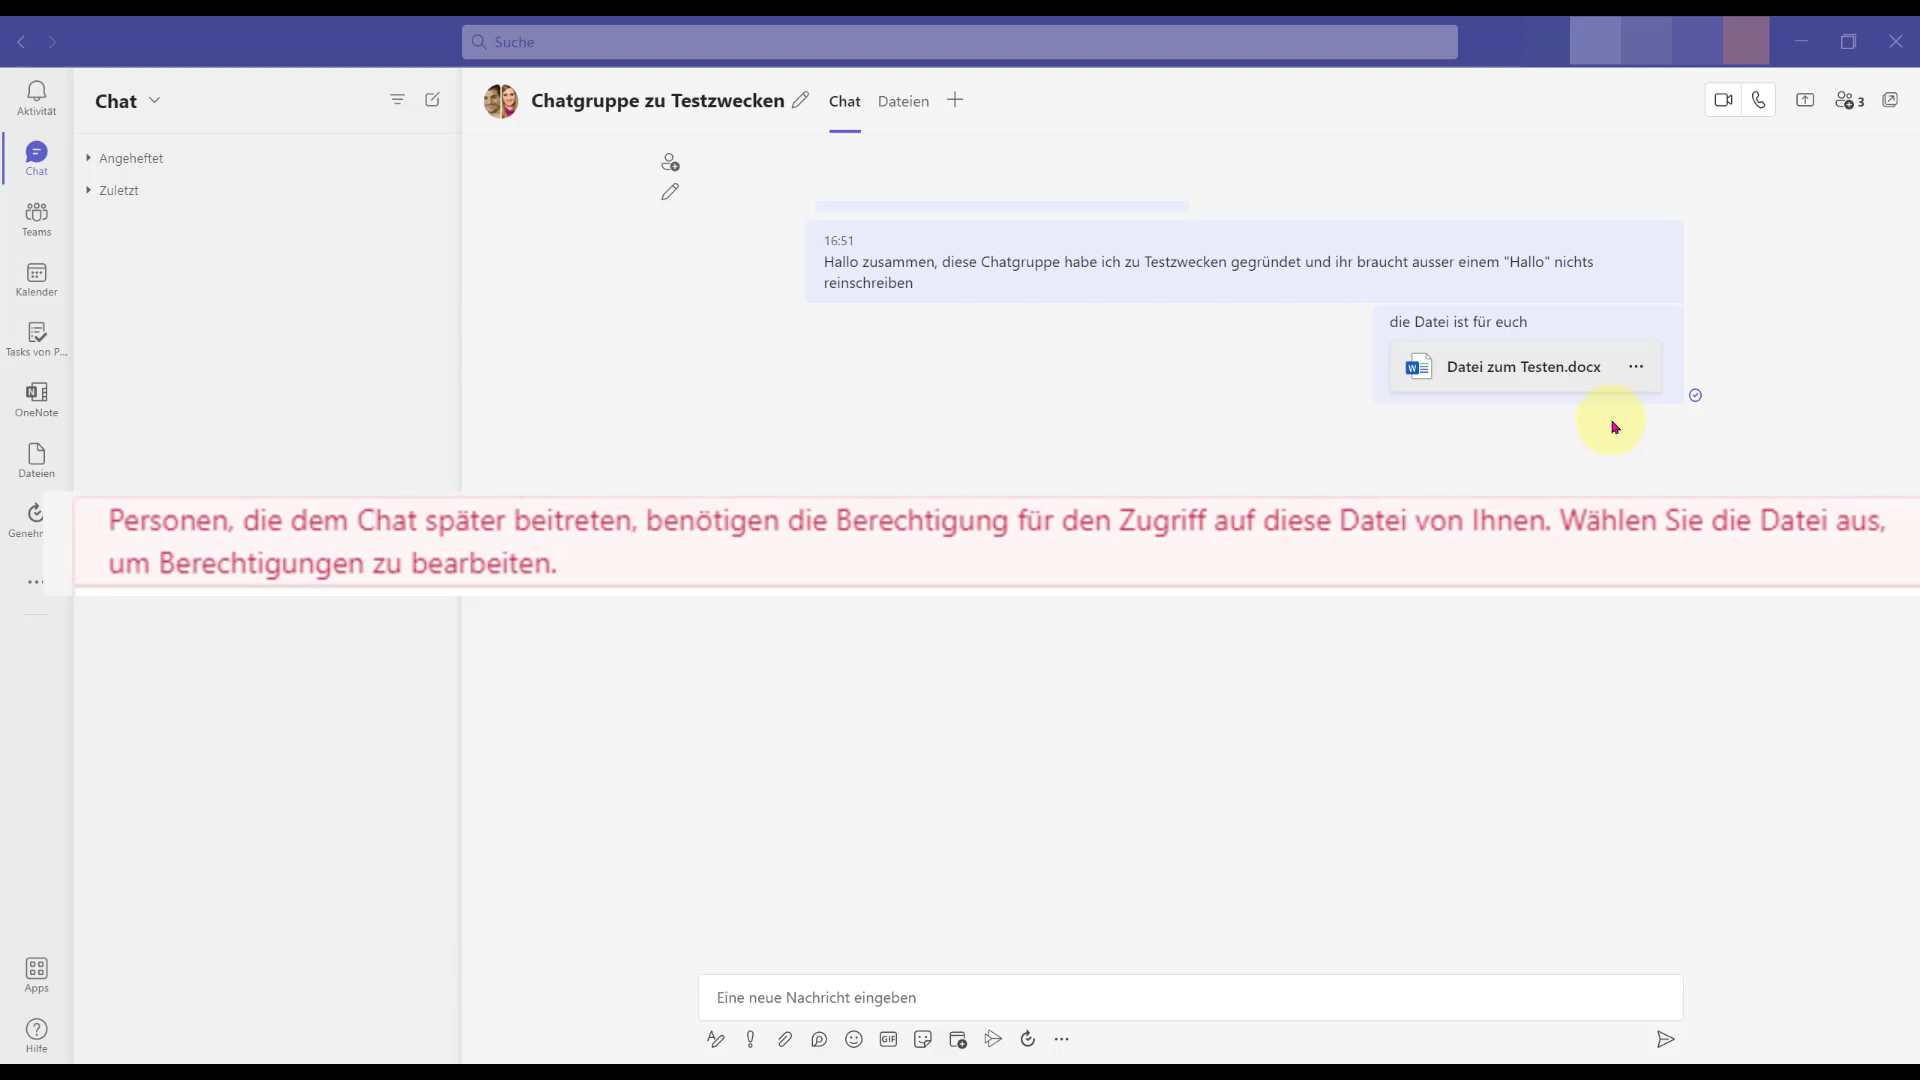 Suche
Aktivität
Chat
Teams
Kalender
Tasks von P...
OneNote
Dateien
Genehm
Apps
Hilfe
Chat
Angeheftet
Zuletzt
Chatgruppe zu Testzwecken
Chat
Dateien
3
16:51
Hallo zusammen, diese Chatgruppe habe ich zu Testzwecken gegründet und ihr braucht ausser einem "Hallo" nichts
reinschreiben
die Datei ist für euch
W
Datei zum Testen.docx
Personen, die dem Chat später beitreten, benötigen die Berechtigung für den Zugriff auf diese Datei von Ihnen. Wählen Sie die Datei aus,
um Berechtigungen zu bearbeiten.
Eine neue Nachricht eingeben
GIF